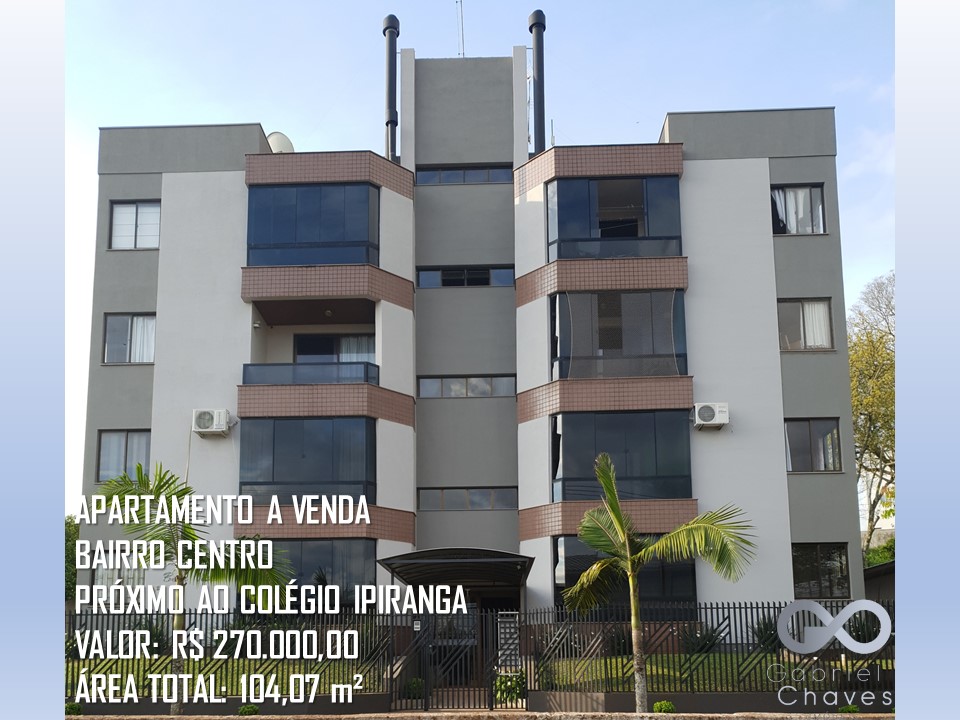 APARTAMENTO A VENDA
BAIRRO CENTRO
PRÓXIMO AO COLÉGIO IPIRANGA
VALOR: R$ 270.000,00
ÁREA TOTAL: 104,07 m²
Gabriel
Chaves